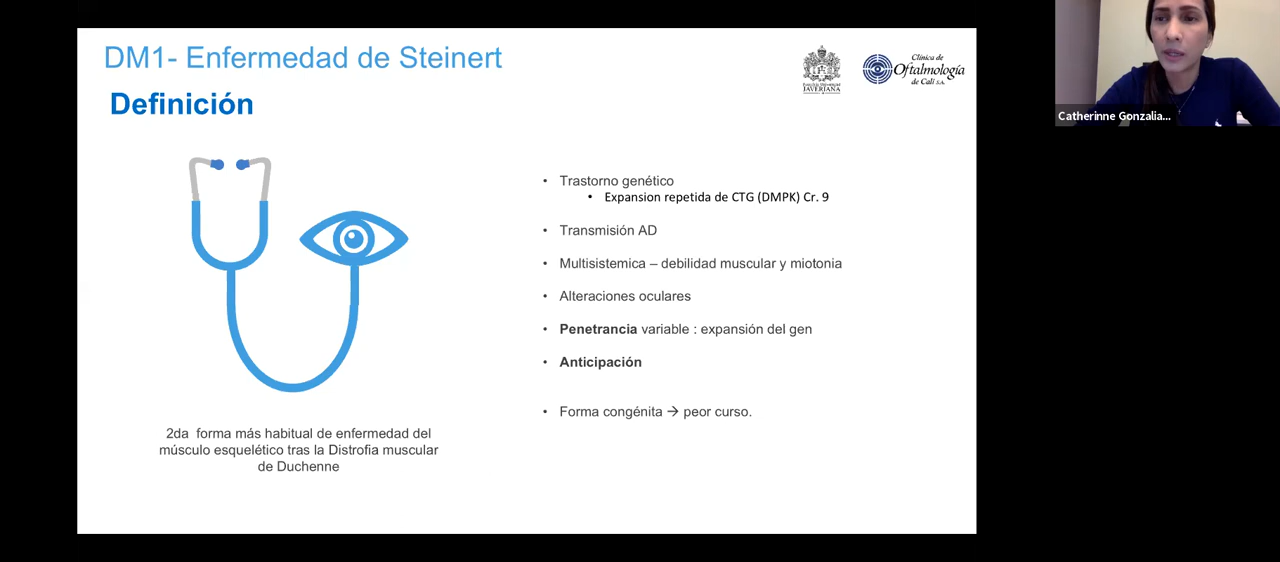 DM1- Enfermedad de Steinert
Definición
JAVERIANA
Clínica de
Oftalmología
de Cali S.A.
Catherinne Gonzalia...
• Trastorno genético
• Expansion repetida de CTG (DMPK) Cr. 9
• Transmisión AD
• Multisistemica – debilidad muscular y miotonia
• Alteraciones oculares
• Penetrancia variable : expansión del gen
• Anticipación
• Forma congénita → peor curso.
2da forma más habitual de enfermedad del
músculo esquelético tras la Distrofia muscular
de Duchenne